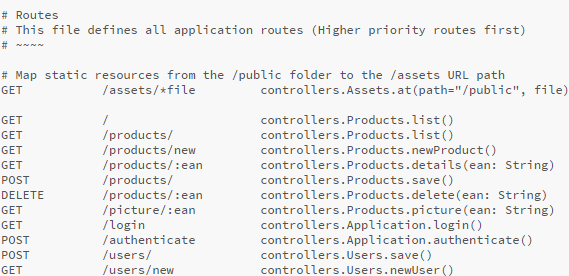 # Routes
# This file defines all application routes (Higher priority routes first)
# ~~~~
# Map static resources from the /public folder to the /assets URL path
GET /assets/*file controllers.Assets.at(path="/public", file)
GET / controllers.Products.list()
GET /products/ controllers.Products.list()
GET /products/new controllers.Products.newProduct()
GET /products/:ean controllers.Products.details(ean: String)
POST /products/ controllers.Products.save()
DELETE /products/:ean controllers.Products.delete(ean: String)
GET /picture/:ean controllers.Products.picture(ean: String)
GET /login controllers.Application.login()
POST /authenticate controllers.Application.authenticate()
POST /users/ controllers.Users.save()
GET /users/new controllers.Users.newUser()